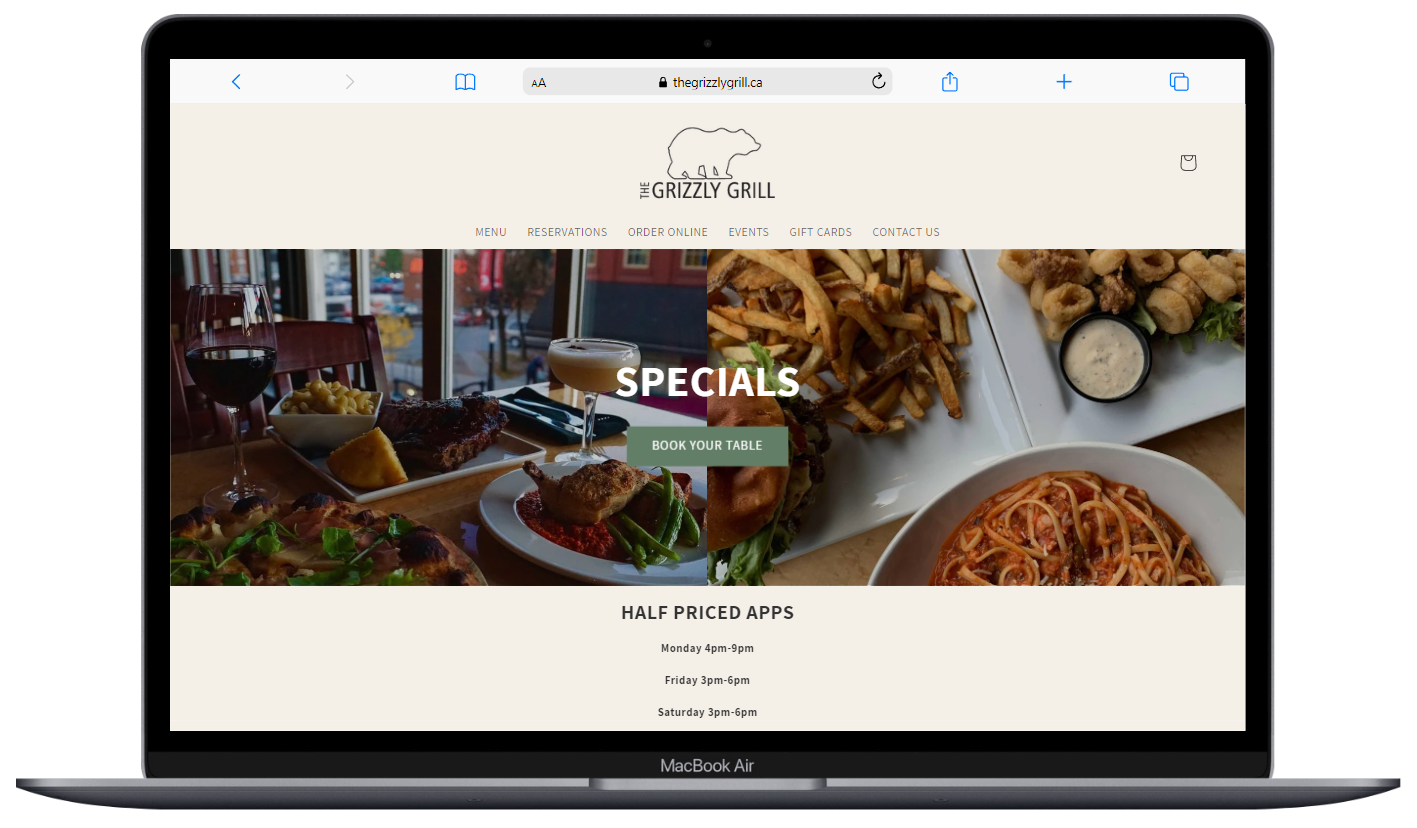 AA
thegrizzlygrill.ca
THE GRIZZLY GRILL
MENU RESERVATIONS ORDER ONLINE EVENTS GIFT CARDS CONTACT US
SPECIALS
BOOK YOUR TABLE
HALF PRICED APPS
Monday 4pm-9pm
Friday 3pm-6pm
Saturday 3pm-6pm
MacBook Air